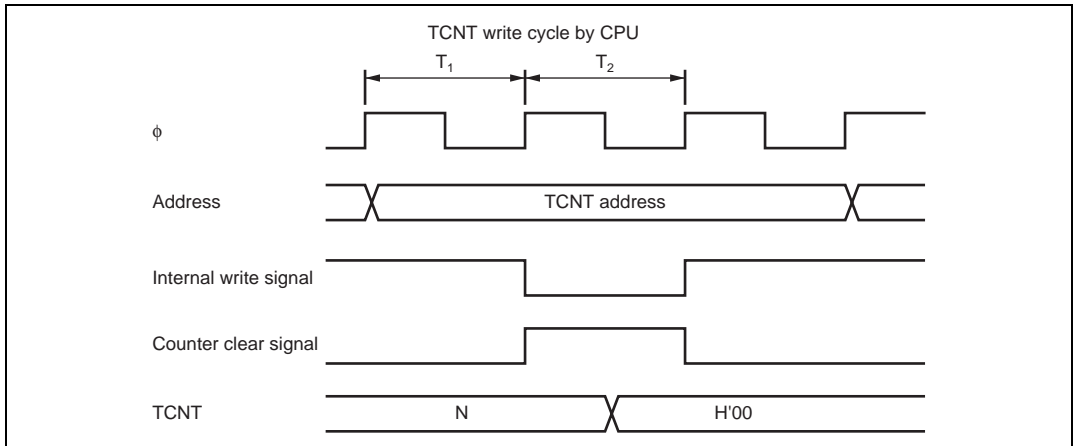 TCNT write cycle by CPU
T1 T2
ϕ
Address TCNT address
Internal write signal
Counter clear signal
TCNT N H'00